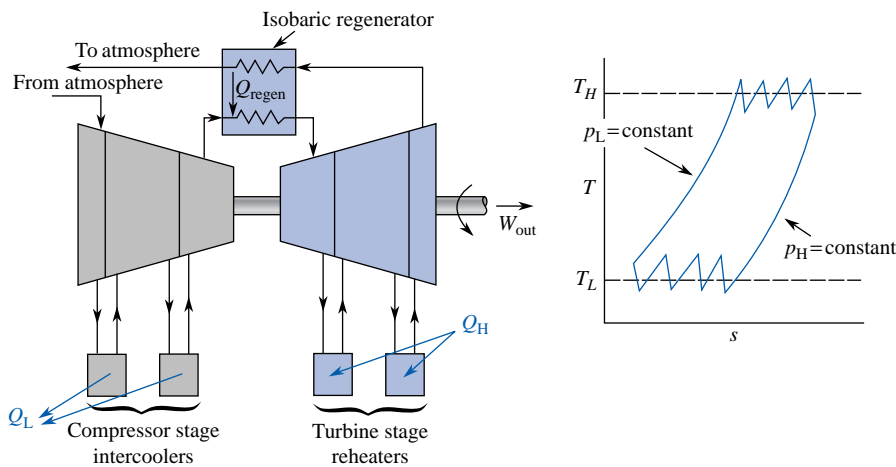 Isobaric regenerator
To atmosphere
From atmosphere
Q_regen
W_out
Q_H
Q_L
Compressor stage
intercoolers
Turbine stage
reheaters
T_H
p_L=constant
T
p_H=constant
T_L
s